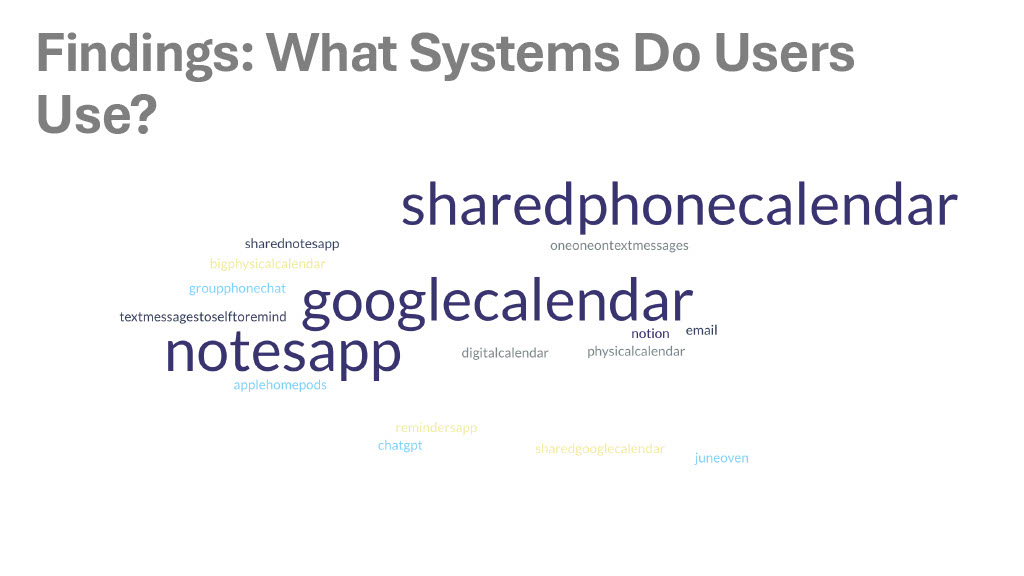 Findings: What Systems Do Users
Use?
sharedphonecalendar
sharednotesapp
oneoneontextmessages
bigphysicalcalendar
groupphonechat
googlecalendar
textmessagestoselftoremind
notion
email
notesapp
digitalcalendar
physicalcalendar
applehomepods
remindersapp
chatgpt
sharedgooglecalendar
juneoven